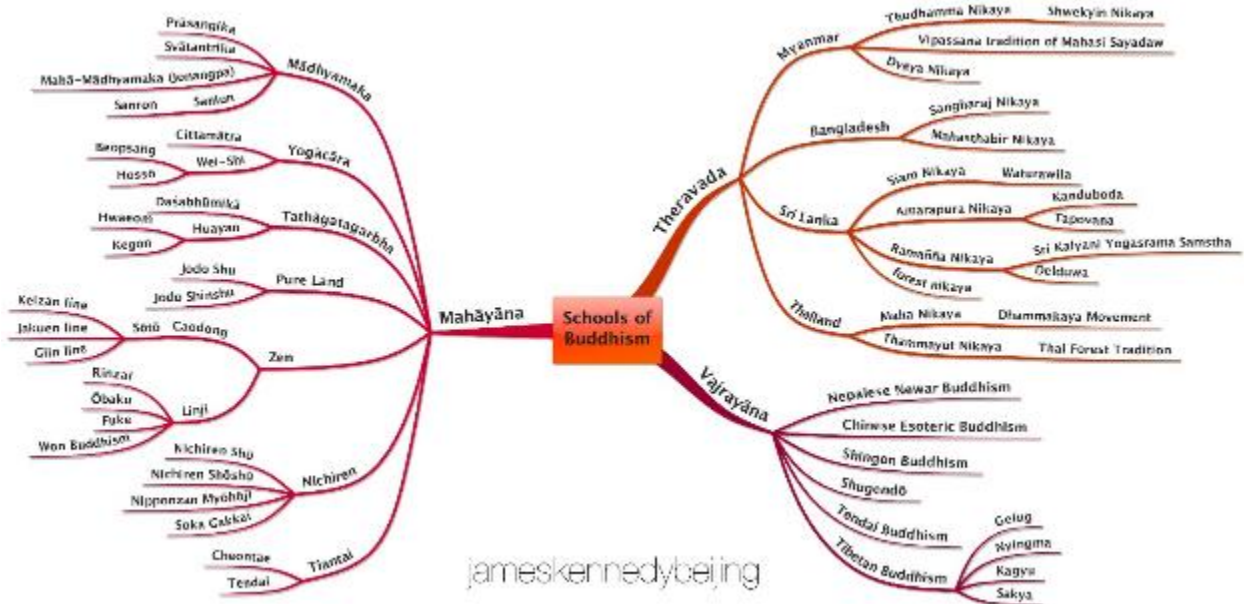 Schools of
Buddhism
Mahāyāna
Mādhyamaka
Prāsangika
Svātantrika
Mahā-Mādhyamaka (Jonangpa)
Sanron Sanlun
Yogācāra
Cittamātra
Wei-Shi
Beopsang
Hossō
Tathāgatagarbha
Daśabhūmikā
Huayan
Hwaeom
Kegon
Pure Land
Jodo Shu
Jodo Shinshu
Zen
Caodong
Sōtō
Keizan line
Jakuen line
Giin line
Linji
Rinzai
Ōbaku
Fuke
Won Buddhism
Nichiren
Nichiren Shu
Nichiren Shōshū
Nipponzan Myōhōji
Soka Gakkai
Tiantai
Cheontae
Tendai
Theravada
Myanmar
Thudhamma Nikaya Shwekyin Nikaya
Vipassana tradition of Mahasi Sayadaw
Dvaya Nikaya
Bangladesh
Sangharaj Nikaya
Mahasthabir Nikaya
Sri Lanka
Siam Nikaya Waturawila
Amarapura Nikaya
Kanduboda
Tapovana
Ramañña Nikaya
Sri Kalyani Yogasrama Samstha
Delduwa
forest nikaya
Thailand
Maha Nikaya Dhammakaya Movement
Thammayut Nikaya Thai Forest Tradition
Vajrayāna
Nepalese Newar Buddhism
Chinese Esoteric Buddhism
Shingon Buddhism
Shugendō
Tendai Buddhism
Tibetan Buddhism
Gelug
Nyingma
Kagyu
Sakya
jameskennedybeijing